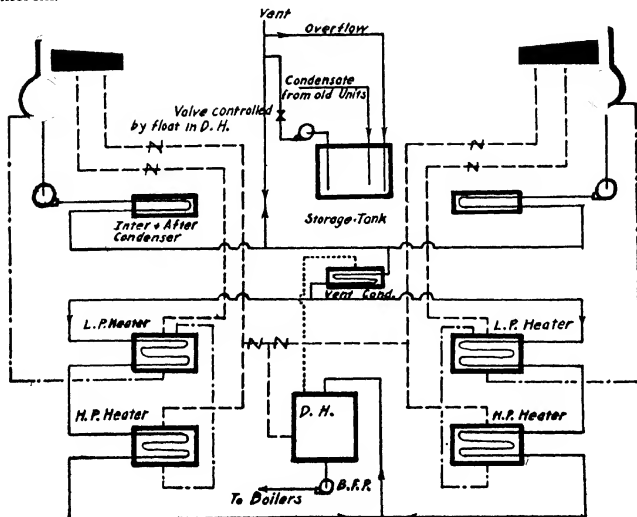 Vent
Overflow
Condensate
from old Units
Valve controlled
by float in D. H.
Storage-Tank
Inter + After
Condenser
Vent Cond.
L.P. Heater
L.P. Heater
H.P. Heater
D. H.
H.P. Heater
B.F.P.
To Boilers